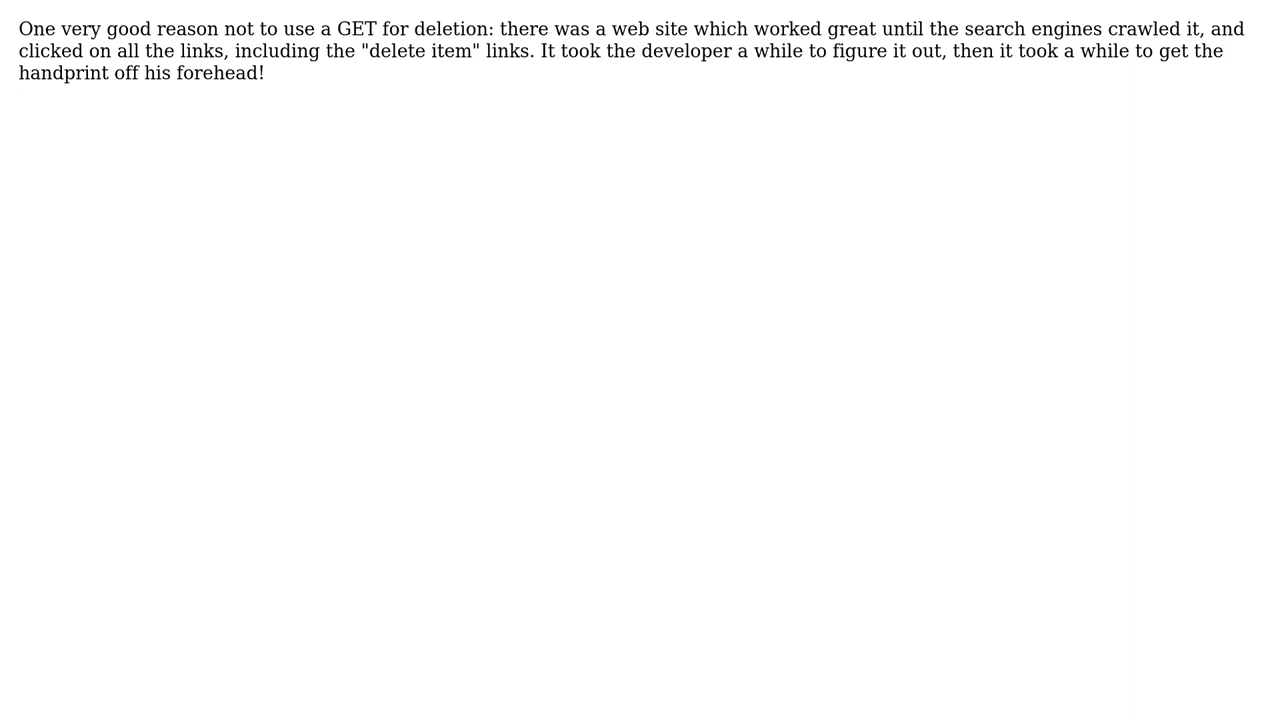 One very good reason not to use a GET for deletion: there was a web site which worked great until the search engines crawled it, and
clicked on all the links, including the "delete item" links. It took the developer a while to figure it out, then it took a while to get the
handprint off his forehead!